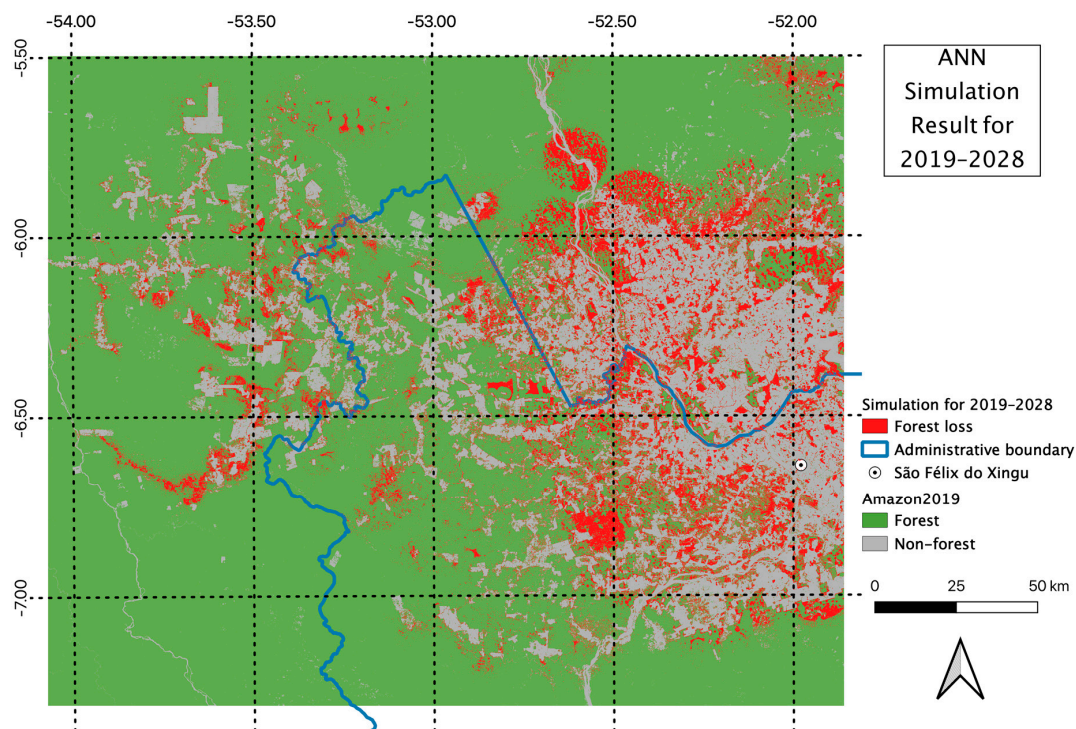 -54.00 -53.50 -53.00 -52.50 -52.00
-5.50
-6.00
-6.50
-7.00
ANN
Simulation
Result for
2019–2028
Simulation for 2019–2028
Forest loss
Administrative boundary
São Félix do Xingu
Amazon2019
Forest
Non-forest
0 25 50 km